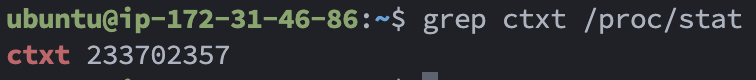 ubuntu@ip-172-31-46-86:~$ grep ctxt /proc/stat
ctxt 233702357